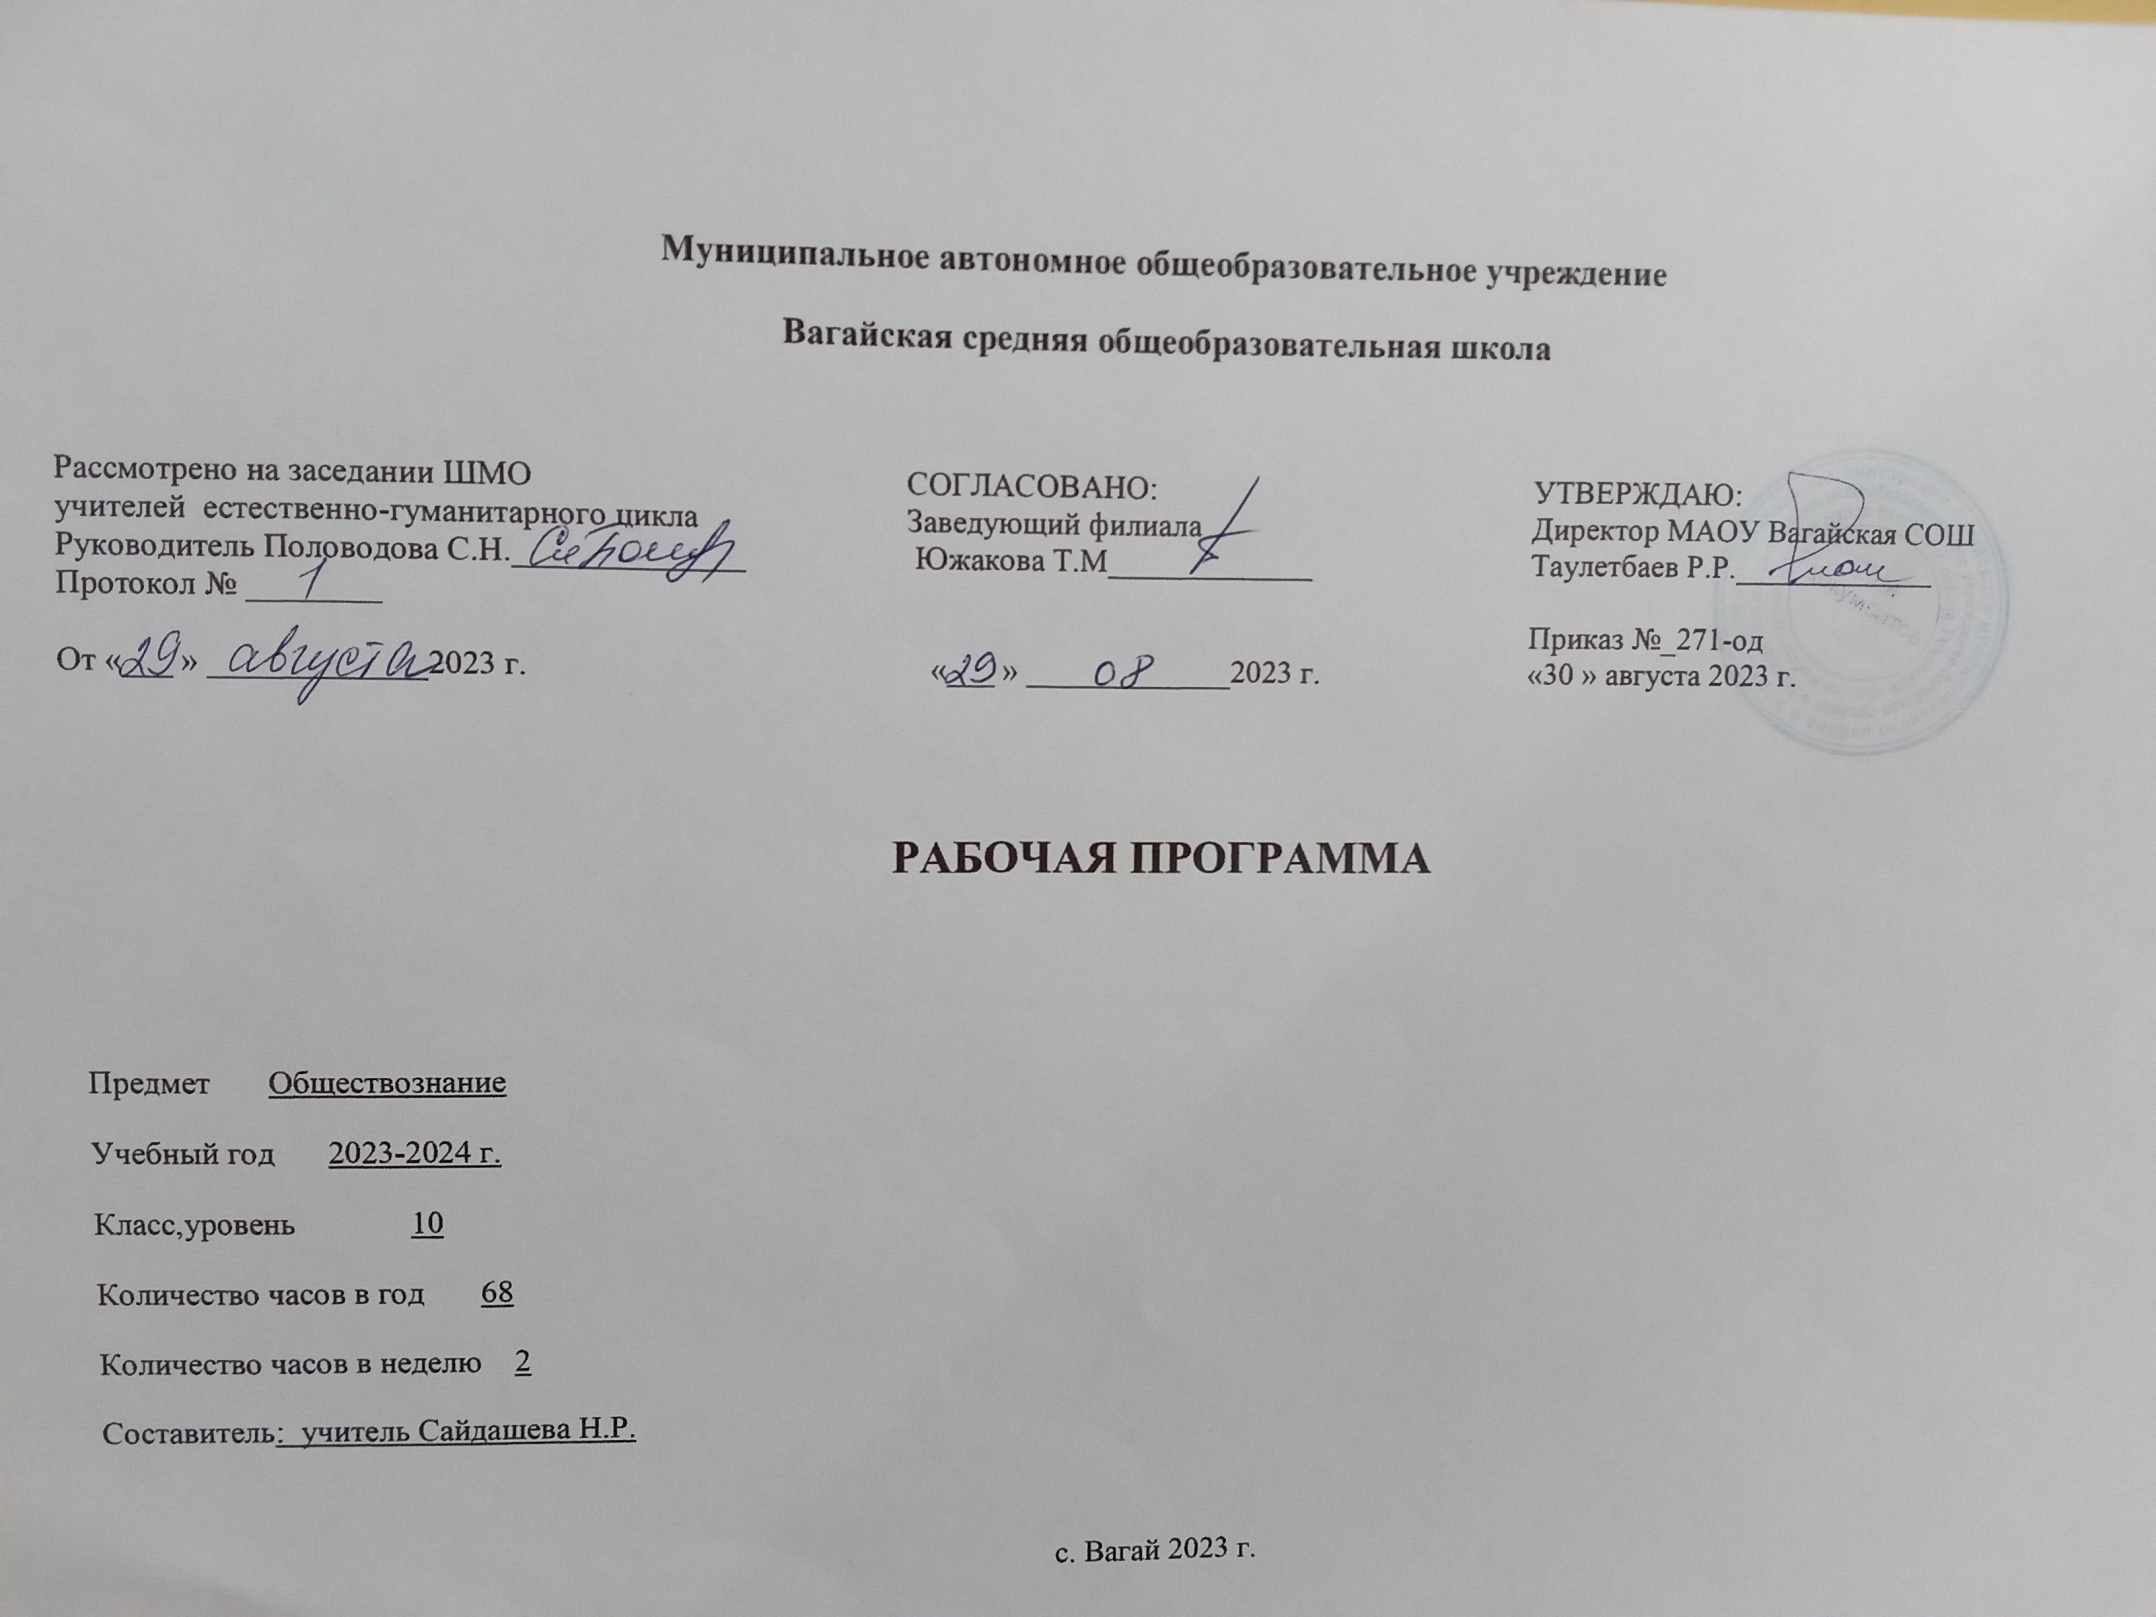 Муниципальное автономное общеобразовательное учреждение
Вагайская средняя общеобразовательная школа
Рассмотрено на заседании ШМО
учителей естественно-гуманитарного цикла
Руководитель Половодова С.Н.
Протокол № 1
От «29» августа 2023 г.
СОГЛАСОВАНО:
Заведующий филиала
Южакова Т.М
«29» 08 2023 г.
УТВЕРЖДАЮ:
Директор МАОУ Вагайская СОШ
Таулетбаев Р.Р.
Приказ №_271-од
«30 » августа 2023 г.
РАБОЧАЯ ПРОГРАММА
Предмет Обществознание
Учебный год 2023-2024 г.
Класс,уровень 10
Количество часов в год 68
Количество часов в неделю 2
Составитель: учитель Сайдашева Н.Р.
с. Вагай 2023 г.